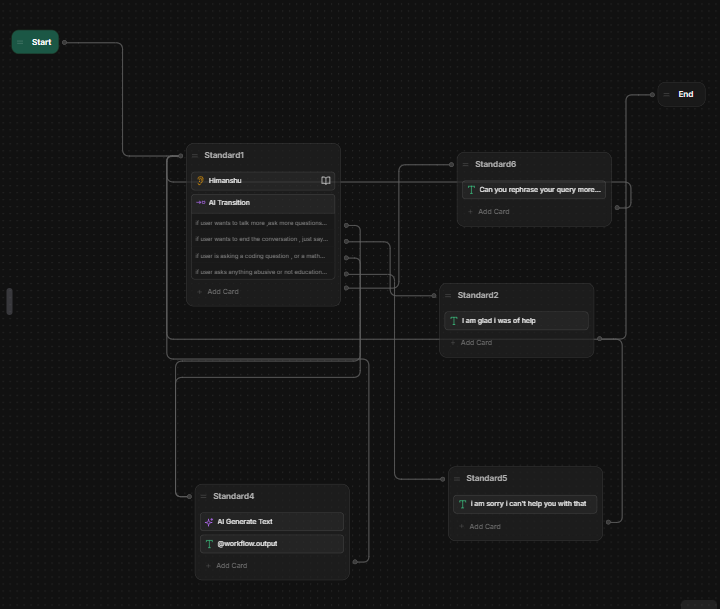 Start
End
Standard1
Himanshu
AI Transition
if user wants to talk more ,ask more questions...
if user wants to end the conversation , just say...
if user is asking a coding question , or a math...
if user asks anything abusive or not education...
+ Add Card
Standard6
Can you rephrase your query more...
+ Add Card
Standard2
I am glad i was of help
+ Add Card
Standard4
AI Generate Text
@workflow.output
+ Add Card
Standard5
I am sorry i can't help you with that
+ Add Card